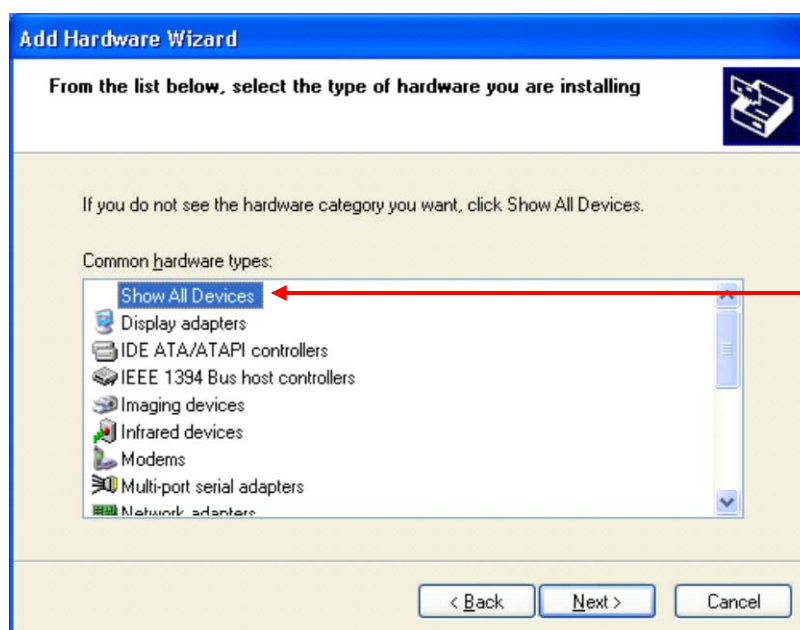 Add Hardware Wizard
From the list below, select the type of hardware you are installing
If you do not see the hardware category you want, click Show All Devices.
Common hardware types:
Show All Devices
Display adapters
IDE ATA/ATAPI controllers
IEEE 1394 Bus host controllers
Imaging devices
Infrared devices
Modems
Multi-port serial adapters
Network adapters
< Back Next > Cancel